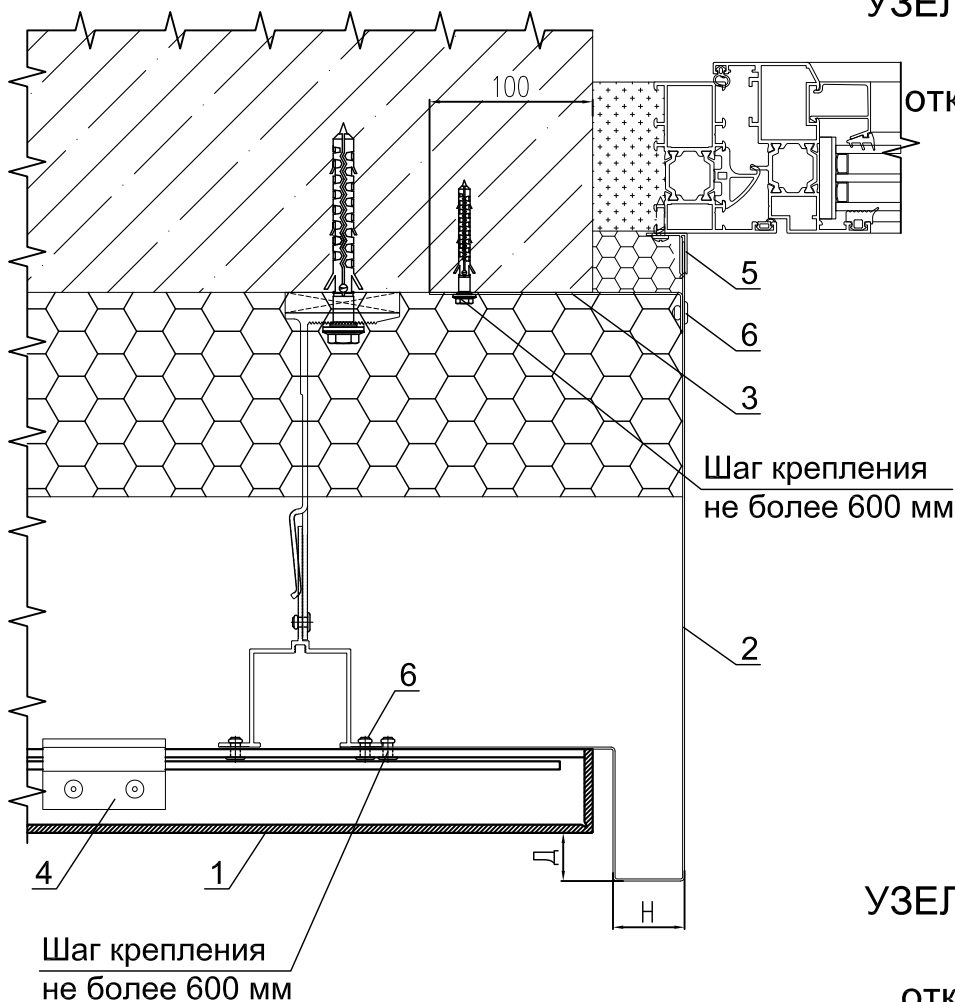 УЗЕЛ
100
отк
5
6
3
Шаг крепления
не более 600 мм
2
6
4
1
H
Шаг крепления
не более 600 мм
УЗЕЛ
отк